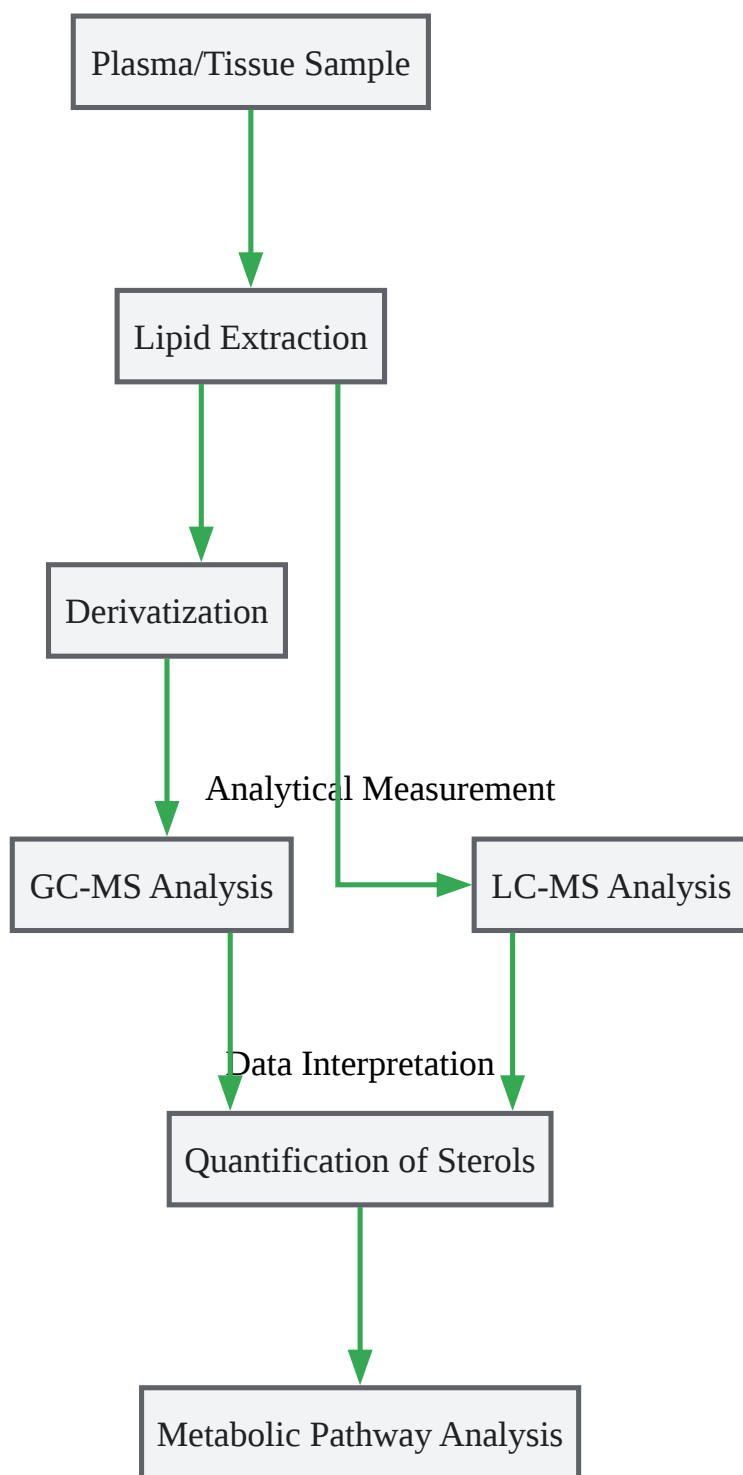 Plasma/Tissue Sample
Lipid Extraction
Derivatization
Analytical Measurement
GC-MS Analysis
LC-MS Analysis
Data Interpretation
Quantification of Sterols
Metabolic Pathway Analysis